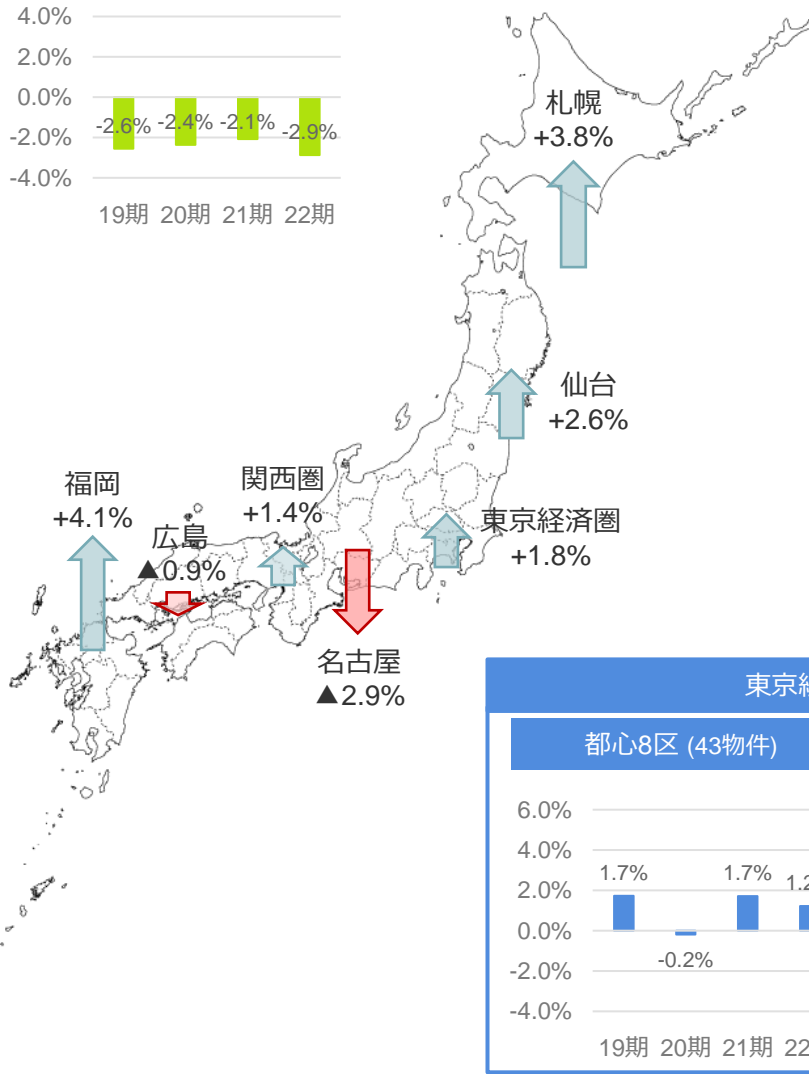 4.0%
2.0%
0.0%
-2.0%
-4.0%
-2.6%
-2.4%
-2.1%
-2.9%
19期 20期 21期 22期
札幌
+3.8%
仙台
+2.6%
福岡
+4.1%
関西圏
+1.4%
広島
▲0.9%
東京経済圏
+1.8%
名古屋
▲2.9%
東京
都心8区 (43物件)
6.0%
4.0%
2.0%
0.0%
-2.0%
-4.0%
1.7%
-0.2%
1.7%
1.2
19期 20期 21期 22